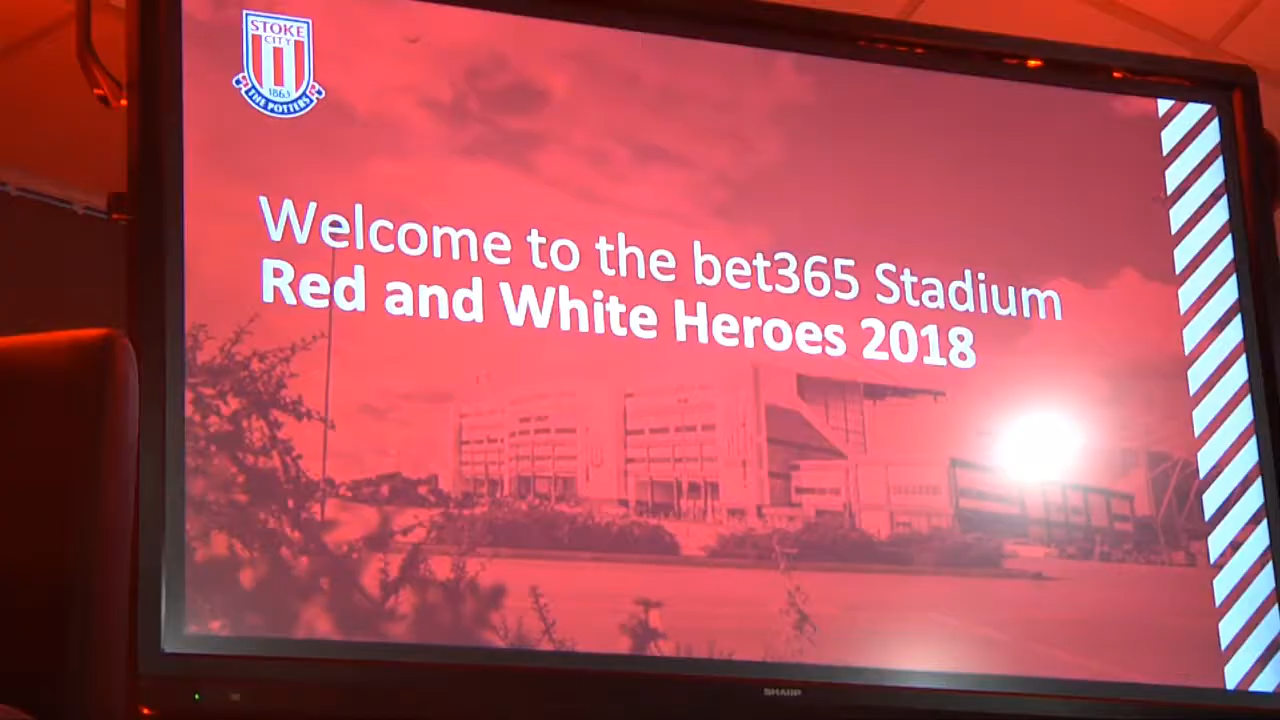 STOKE
CITY
1863
THE POTTERS
Welcome to the bet365 Stadium
Red and White Heroes 2018
SHARP